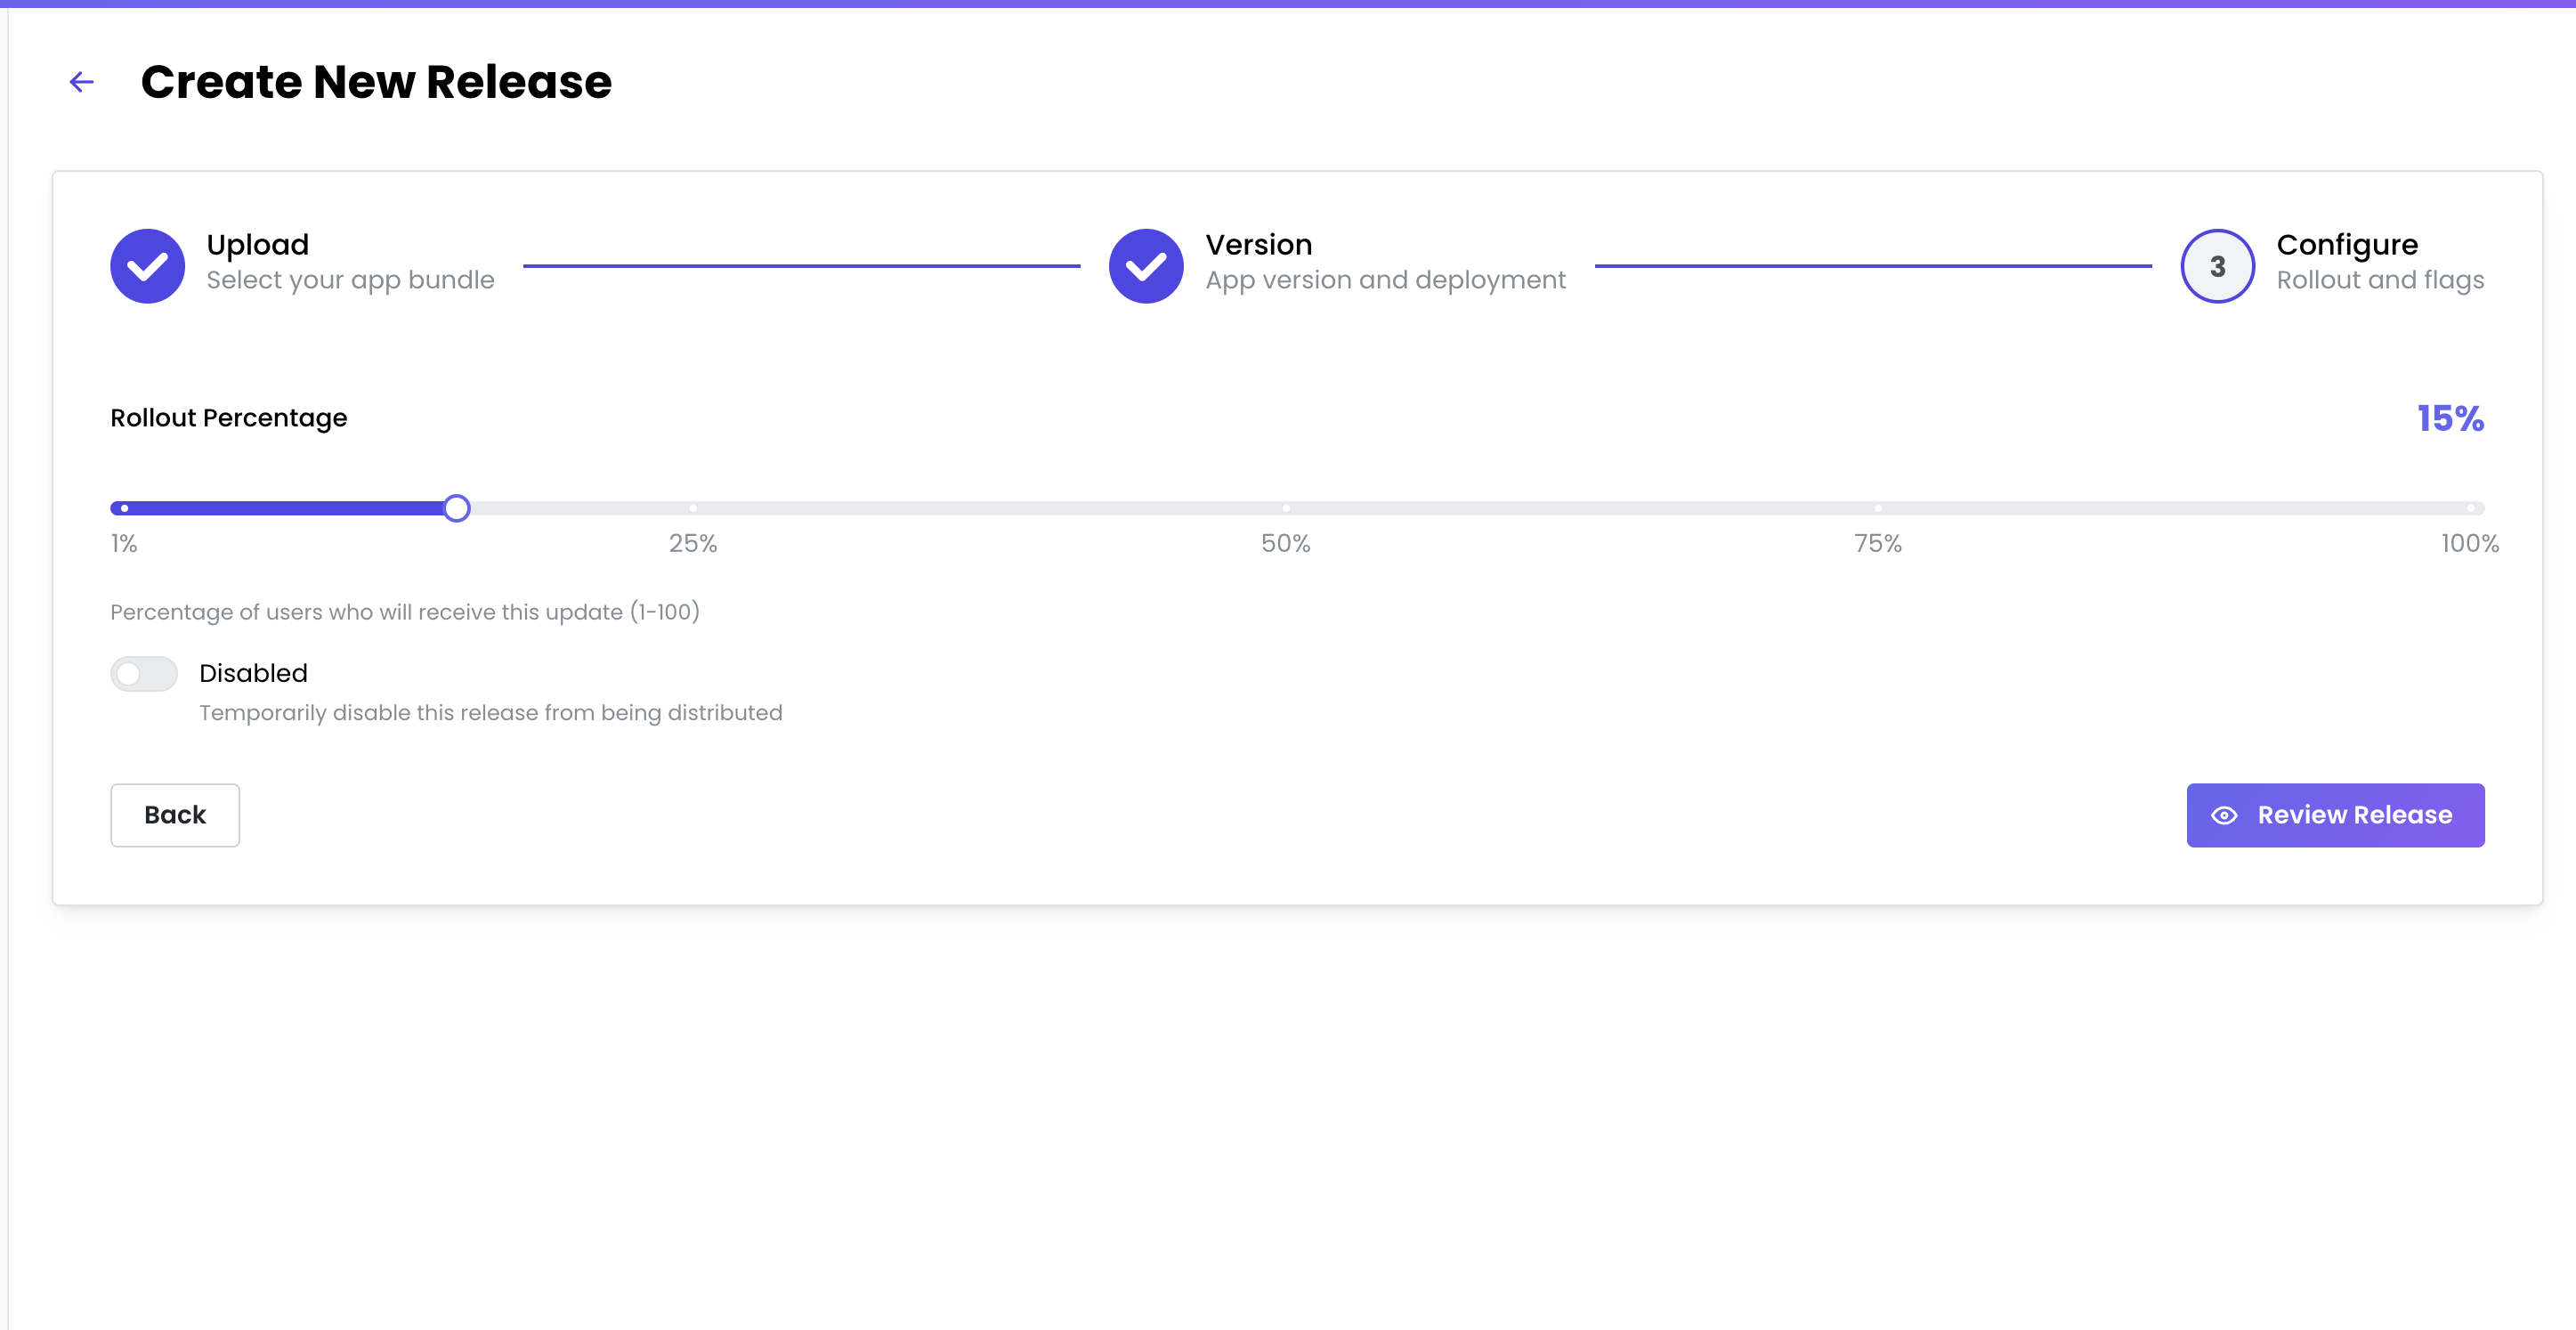 Create New Release
Upload
Select your app bundle
Version
App version and deployment
3
Configure
Rollout and flags
Rollout Percentage
15%
1%
25%
50%
75%
100%
Percentage of users who will receive this update (1-100)
Disabled
Temporarily disable this release from being distributed
Back
Review Release